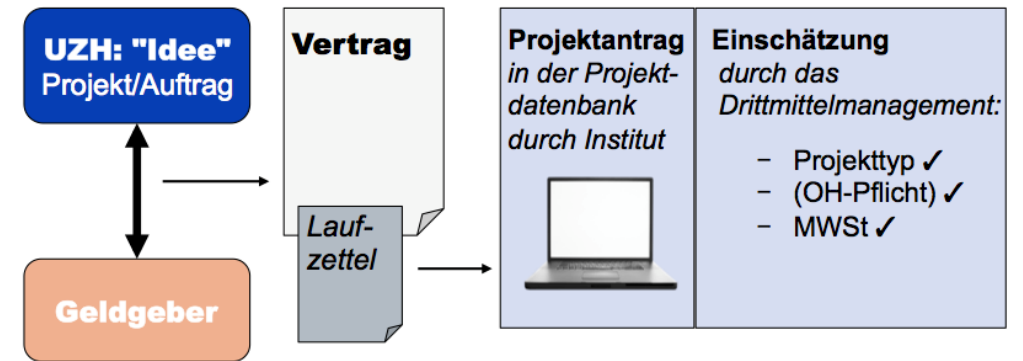 UZH: "Idee"
Projekt/Auftrag
Geldgeber
Vertrag
Lauf-
zettel
Projektantrag
in der Projekt-
datenbank
durch Institut
Einschätzung
durch das
Drittmittelmanagement:
- Projekttyp ✓
- (OH-Pflicht) ✓
- MWSt ✓